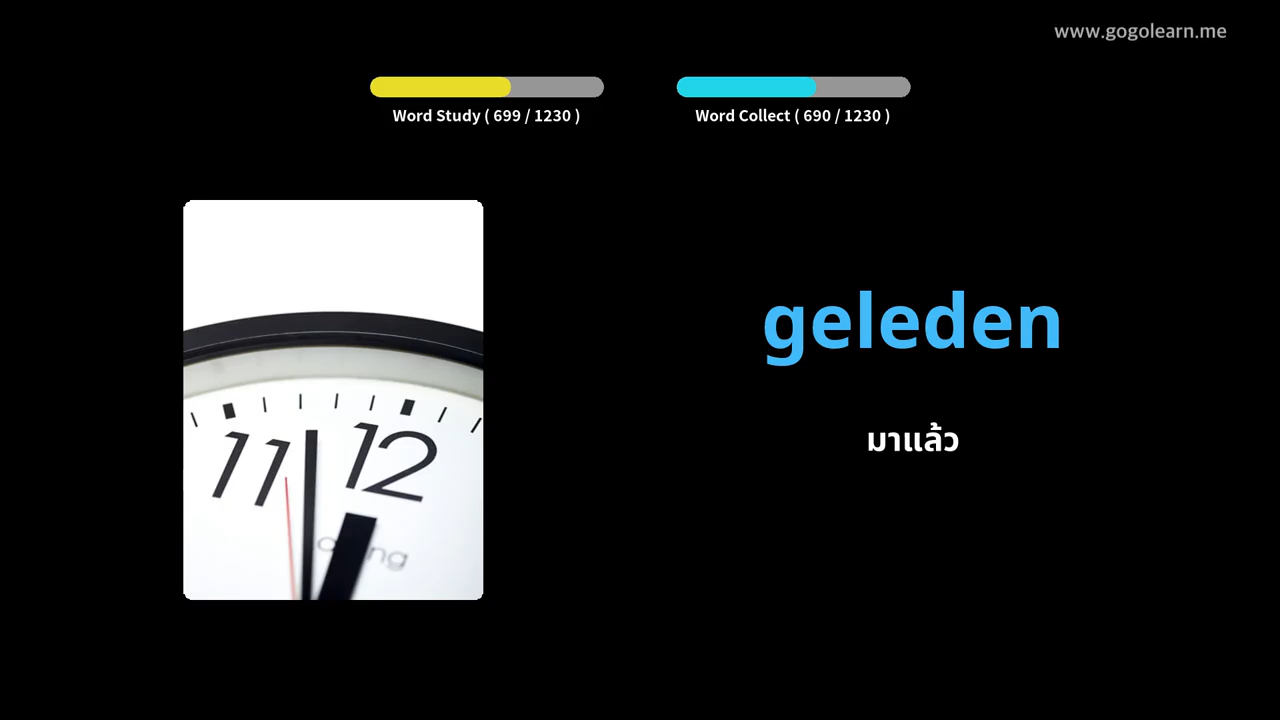 www.gogolearn.me
Word Study ( 699 / 1230 )
Word Collect ( 690 / 1230 )
11
12
geleden
มาแล้ว